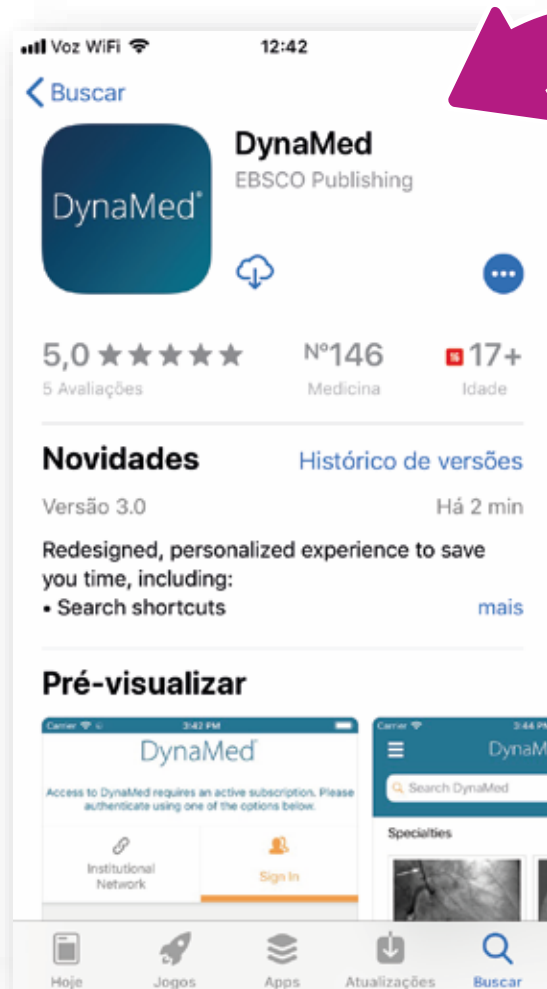 Voz WiFi 12:42
Buscar
DynaMed
EBSCO Publishing
DynaMed®
5,0 ★★★★★ Nº146 16 17+
5 Avaliações Medicina Idade
Novidades Histórico de versões
Versão 3.0 Há 2 min
Redesigned, personalized experience to save
you time, including:
• Search shortcuts mais
Pré-visualizar
Carrier 3:42 PM
DynaMed
Access to DynaMed requires an active subscription. Please
authenticate using one of the options below.
Institutional
Network
Sign In
Carrier 3:44 PM
DynaM
Search DynaMed
Specialties
Hoje Jogos Apps Atualizações Buscar